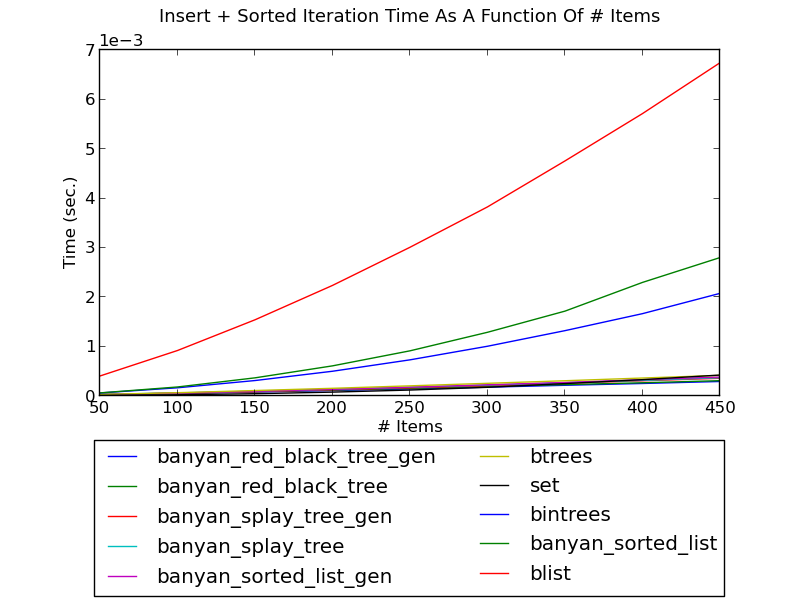 Insert + Sorted Iteration Time As A Function Of # Items
1e−3
7
6
5
4
3
2
1
0
Time (sec.)
50 100 150 200 250 300 350 400 450
# Items
banyan_red_black_tree_gen
banyan_red_black_tree
banyan_splay_tree_gen
banyan_splay_tree
banyan_sorted_list_gen
btrees
set
bintrees
banyan_sorted_list
blist